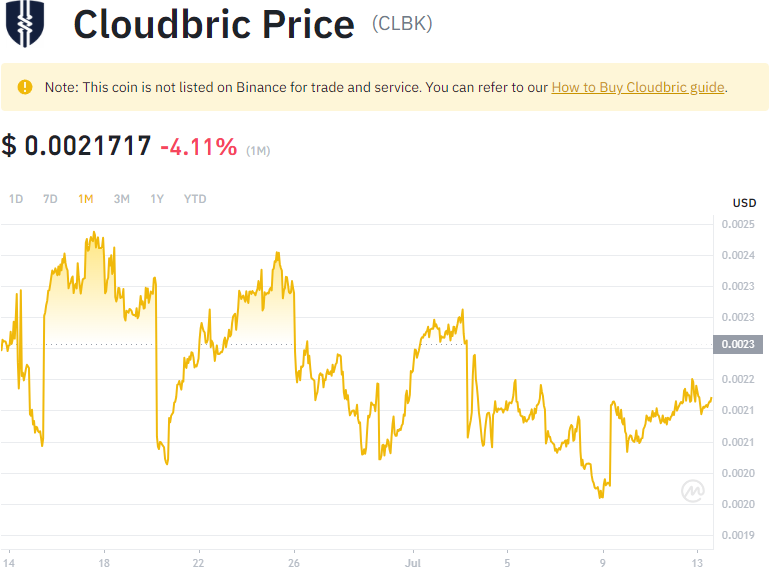 Cloudbric Price (CLBK)
Note: This coin is not listed on Binance for trade and service. You can refer to our How to Buy Cloudbric guide.
$ 0.0021717 -4.11% (1M)
1D 7D 1M 3M 1Y YTD
USD
0.0025
0.0024
0.0023
0.0023
0.0023
0.0022
0.0021
0.0021
0.0020
0.0020
0.0019
14 18 22 26 Jul 5 9 13